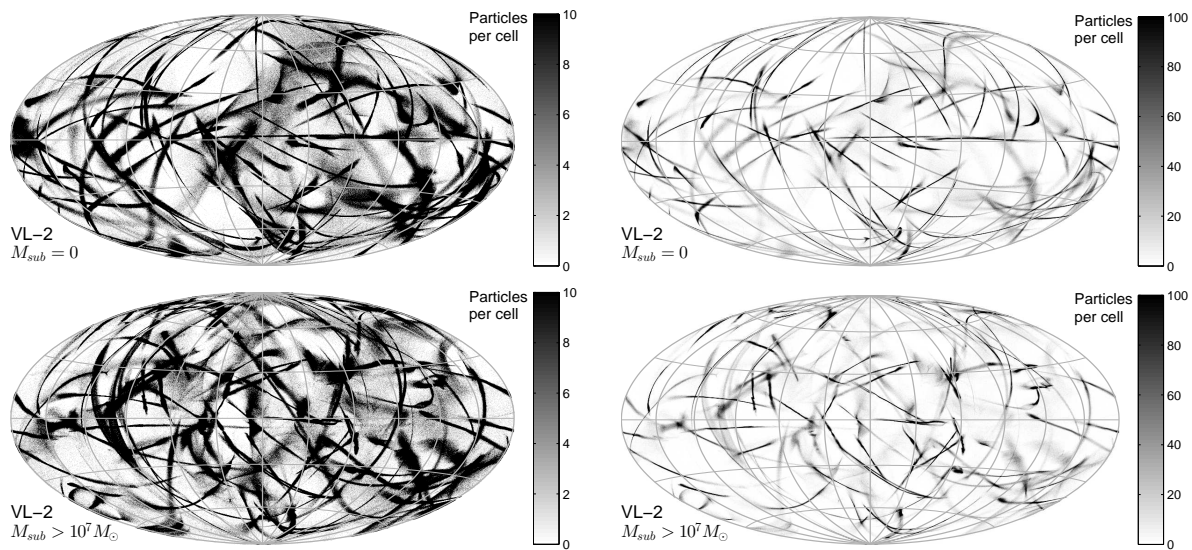 Particles per cell
10
8
6
4
2
0
VL−2
M_sub = 0
Particles per cell
100
80
60
40
20
0
VL−2
M_sub = 0
Particles per cell
10
8
6
4
2
0
VL−2
M_sub > 10^7 M_⊙
Particles per cell
100
80
60
40
20
0
VL−2
M_sub > 10^7 M_⊙